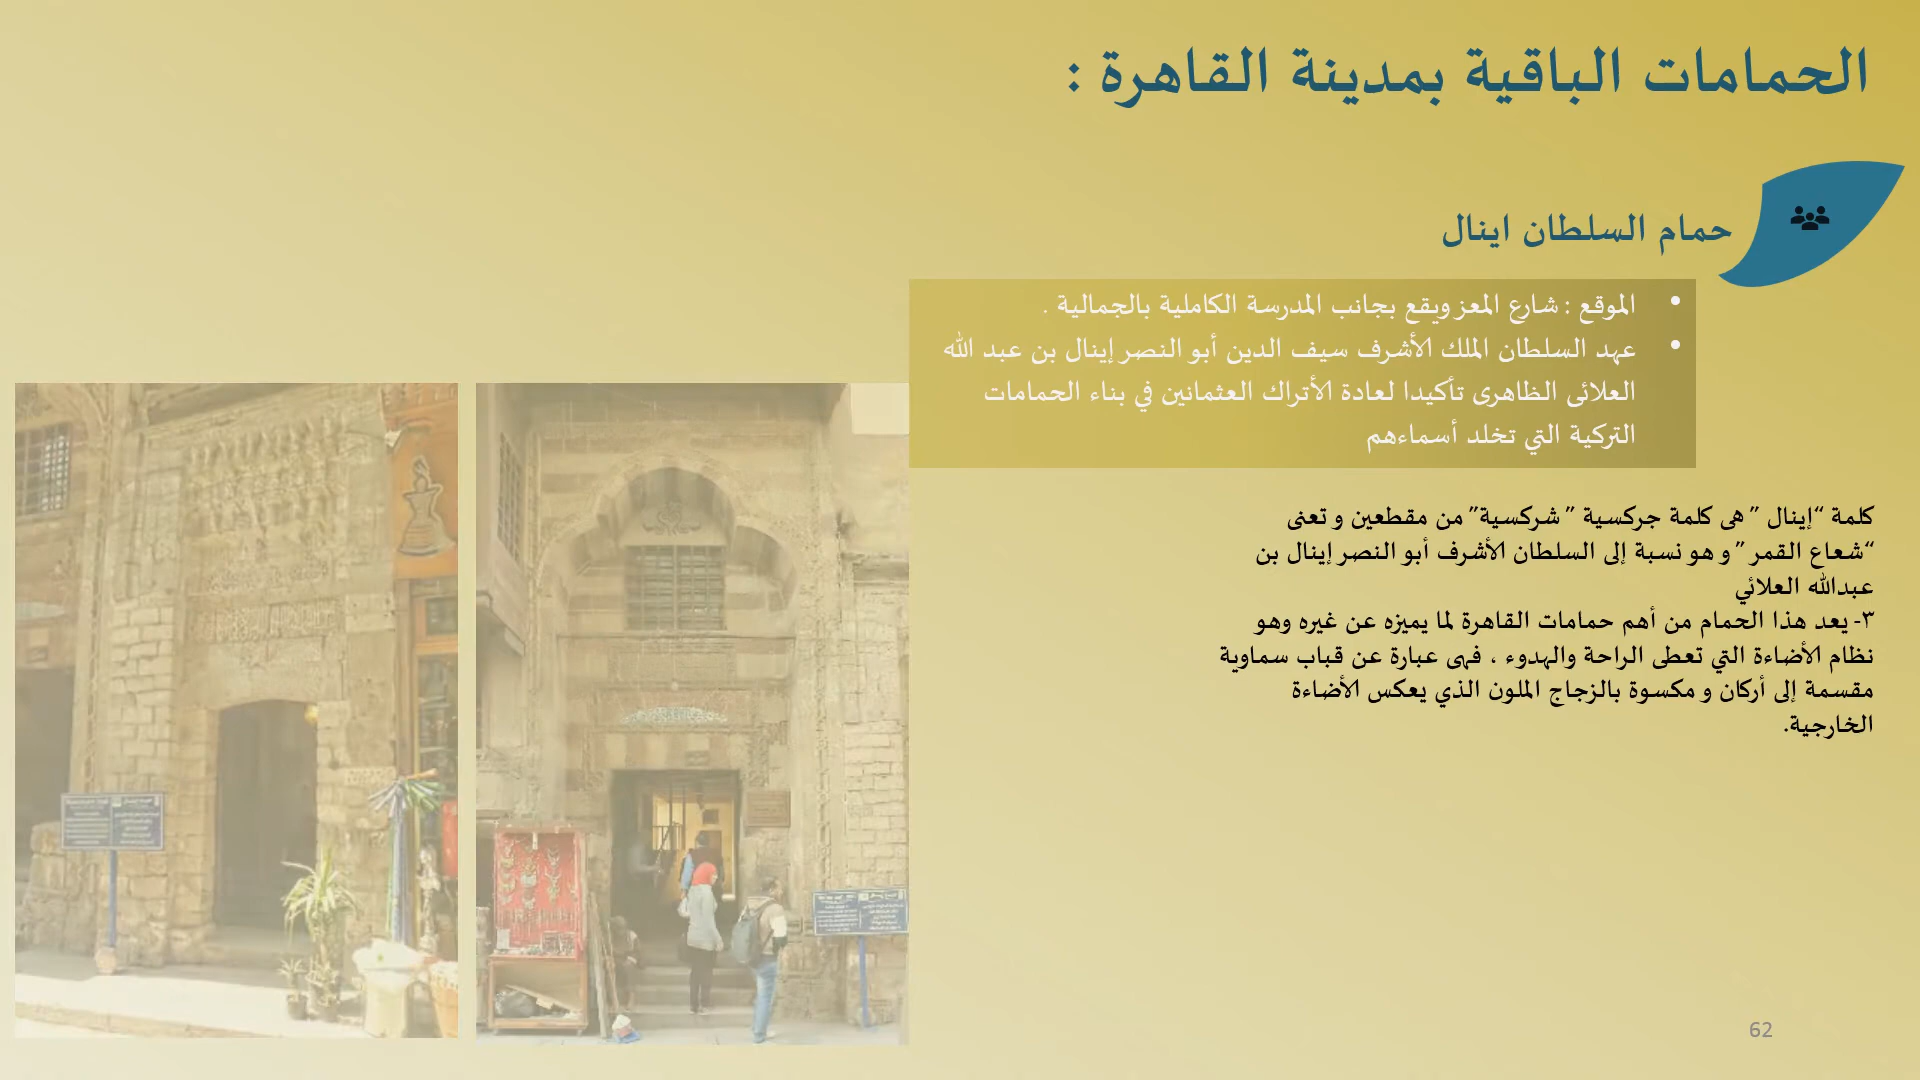 الحمامات الباقية بمدينة القاهرة :
حمام السلطان اينال
• الموقع : شارع المعز ويقع بجانب المدرسة الكاملية بالجمالية .
• عهد السلطان الملك الأشرف سيف الدين أبو النصر إينال بن عبد الله
العلائى الظاهرى تأكيدا لعادة الأتراك العثمانين في بناء الحمامات
التركية التي تخلد أسماءهم
كلمة “إينال ” هى كلمة جركسية ” شركسية” من مقطعين و تعنى
“شعاع القمر” و هو نسبة إلى السلطان الأشرف أبو النصر إينال بن
عبدالله العلائي
٣- يعد هذا الحمام من أهم حمامات القاهرة لما يميزه عن غيره وهو
نظام الأضاءة التي تعطى الراحة والهدوء ، فهى عبارة عن قباب سماوية
مقسمة إلى أركان و مكسوة بالزجاج الملون الذي يعكس الأضاءة
الخارجية.
62